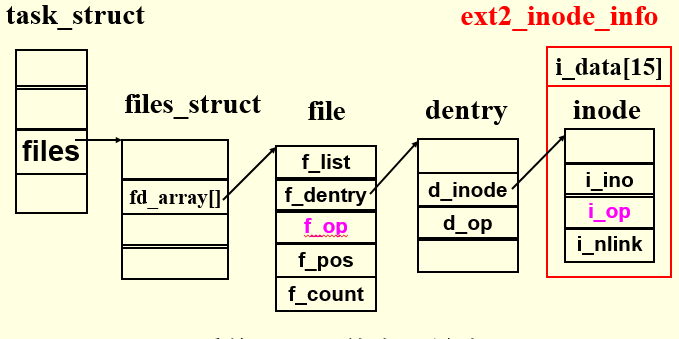 task_struct
ext2_inode_info
i_data[15]
files_struct
file
dentry
inode
files
fd_array[]
f_list
f_dentry
f_op
f_pos
f_count
d_inode
d_op
i_ino
i_op
i_nlink